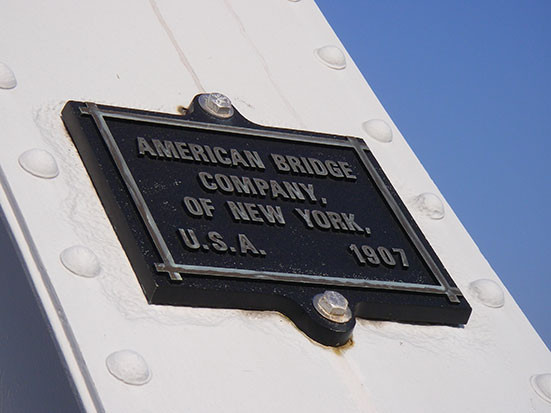 AMERICAN BRIDGE
COMPANY,
OF NEW YORK,
U.S.A. 1907